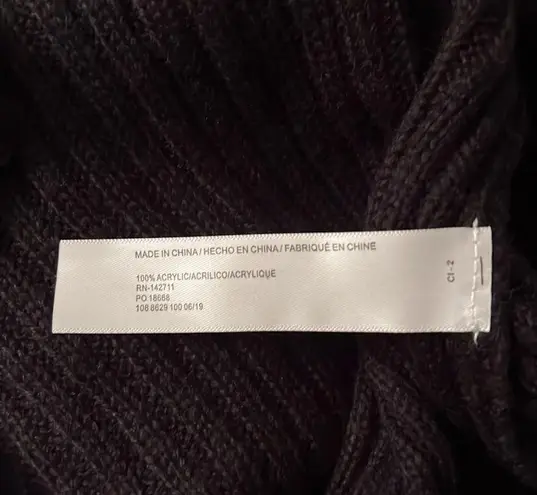 MADE IN CHINA / HECHO EN CHINA / FABRIQUÉ EN CHINE
100% ACRYLIC/ACRILICO/ACRYLIQUE
RN-142711
PO 18668
108 8629 100 06/19
CI - 2